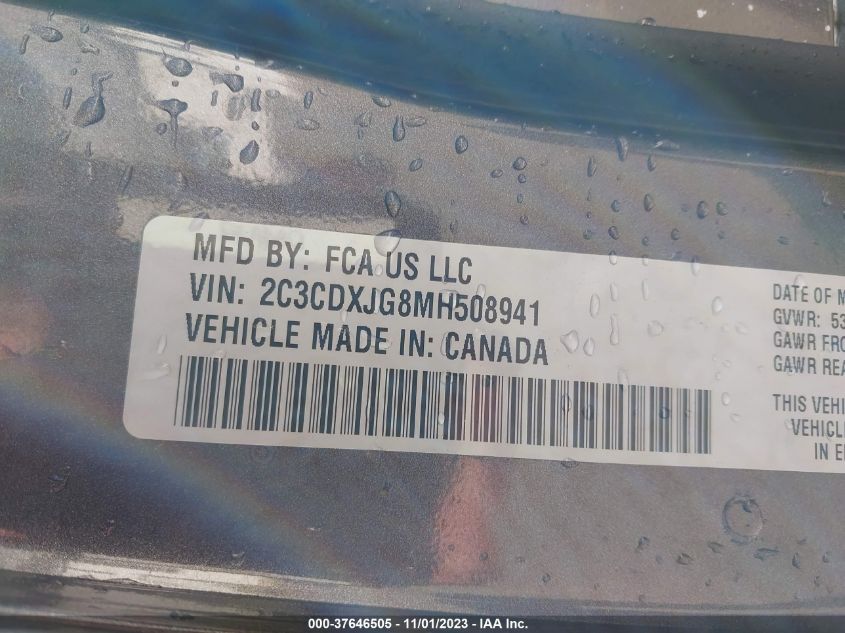 MFD BY: FCA US LLC
VIN: 2C3CDXJG8MH508941
VEHICLE MADE IN: CANADA
DATE OF M
GVWR: 53
GAWR FRO
GAWR REA
THIS VEHI
VEHICLE
IN E
000-37646505 - 11/01/2023 - IAA Inc.